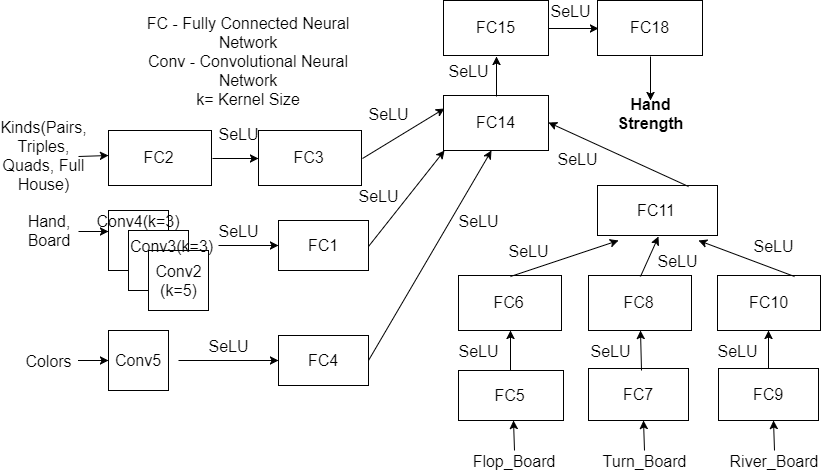 FC - Fully Connected Neural
Network
Conv - Convolutional Neural
Network
k= Kernel Size
FC15
SeLU
FC18
SeLU
Hand
Strength
Kinds(Pairs,
Triples,
Quads, Full
House)
FC2
SeLU
FC3
SeLU
FC14
SeLU
Hand,
Board
Conv4(k=3)
Conv3(k=3)
Conv2
(k=5)
SeLU
FC1
SeLU
SeLU
FC11
Colors
Conv5
SeLU
FC4
SeLU
SeLU
SeLU
FC6
FC8
FC10
SeLU
SeLU
SeLU
FC5
FC7
FC9
Flop_Board
Turn_Board
River_Board